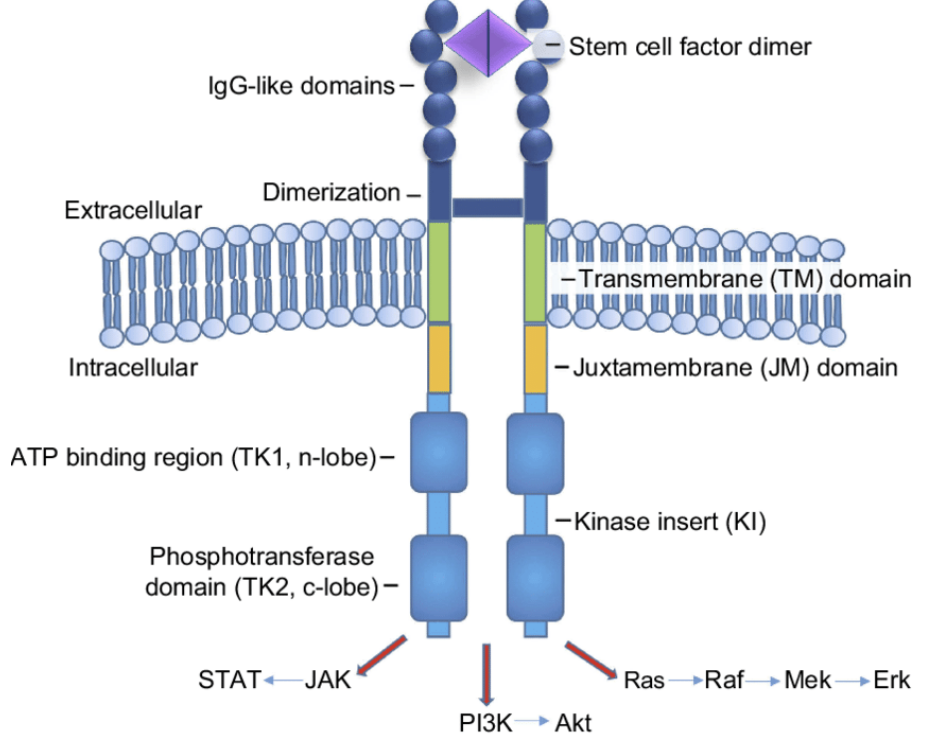 Stem cell factor dimer
IgG-like domains
Dimerization
Extracellular
Transmembrane (TM) domain
Intracellular
Juxtamembrane (JM) domain
ATP binding region (TK1, n-lobe)
Kinase insert (KI)
Phosphotransferase
domain (TK2, c-lobe)
STAT JAK
Ras Raf Mek Erk
PI3K Akt